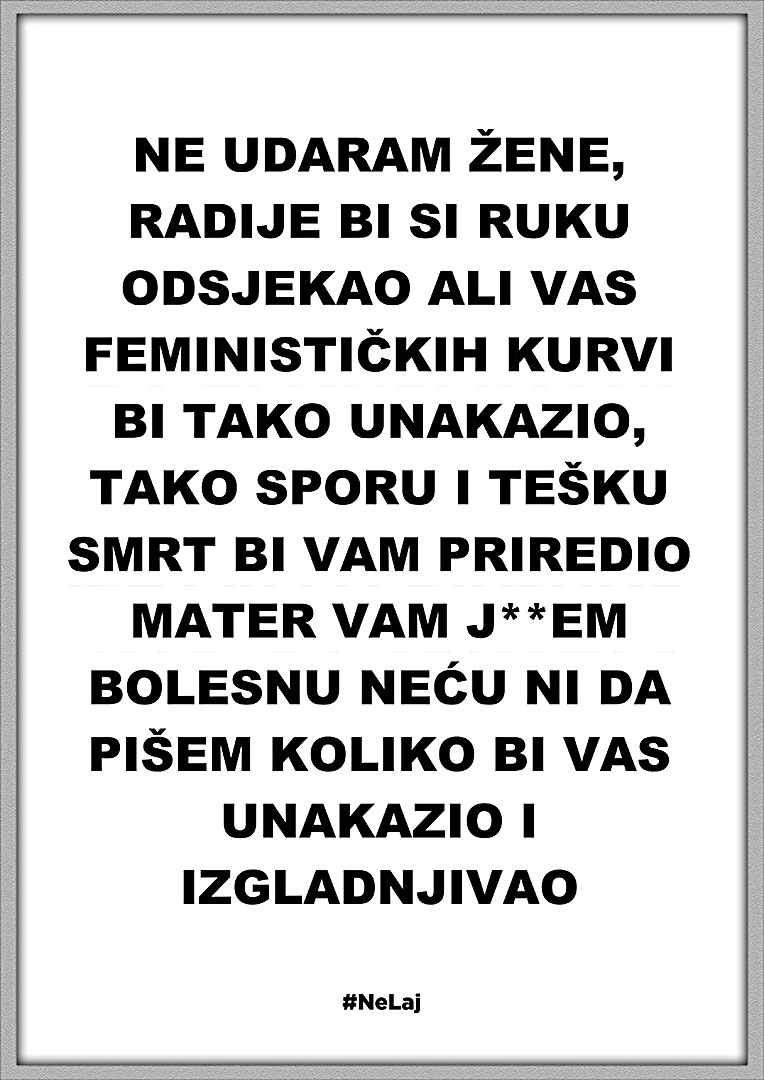 NE UDARAM ŽENE,
RADIJE BI SI RUKU
ODSJEKAO ALI VAS
FEMINISTIČKIH KURVI
BI TAKO UNAKAZIO,
TAKO SPORU I TEŠKU
SMRT BI VAM PRIREDIO
MATER VAM J**EM
BOLESNU NEĆU NI DA
PIŠEM KOLIKO BI VAS
UNAKAZIO I
IZGLADNJIVAO
#NeLaj